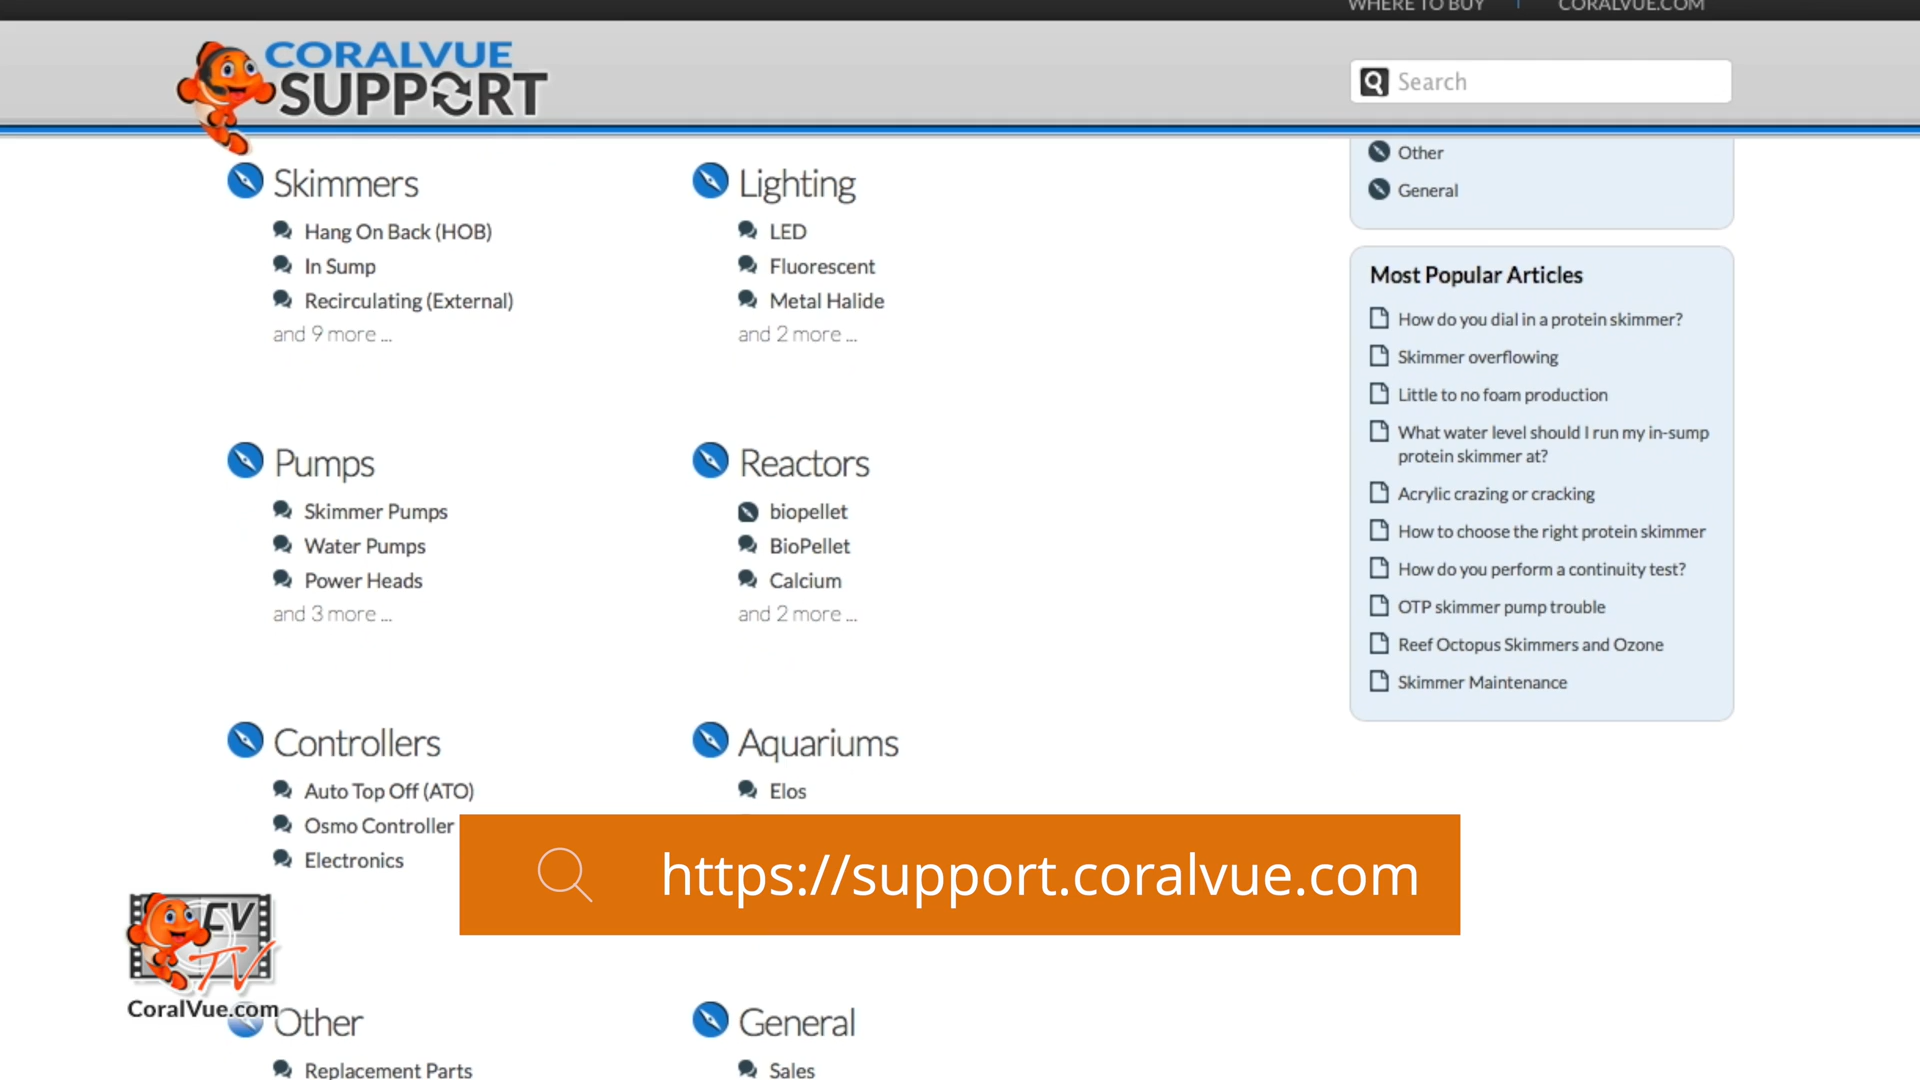 WHERE TO BUY
CORALVUE.COM
CORALVUE
SUPPORT
Search
Skimmers
Hang On Back (HOB)
In Sump
Recirculating (External)
and 9 more ...
Lighting
LED
Fluorescent
Metal Halide
and 2 more ...
Pumps
Skimmer Pumps
Water Pumps
Power Heads
and 3 more ...
Reactors
biopellet
BioPellet
Calcium
and 2 more ...
Controllers
Auto Top Off (ATO)
Osmo Controller
Electronics
Aquariums
Elos
Other
Replacement Parts
General
Sales
Other
General
Most Popular Articles
How do you dial in a protein skimmer?
Skimmer overflowing
Little to no foam production
What water level should I run my in-sump
protein skimmer at?
Acrylic crazing or cracking
How to choose the right protein skimmer
How do you perform a continuity test?
OTP skimmer pump trouble
Reef Octopus Skimmers and Ozone
Skimmer Maintenance
https://support.coralvue.com
CV
TV
CoralVue.com